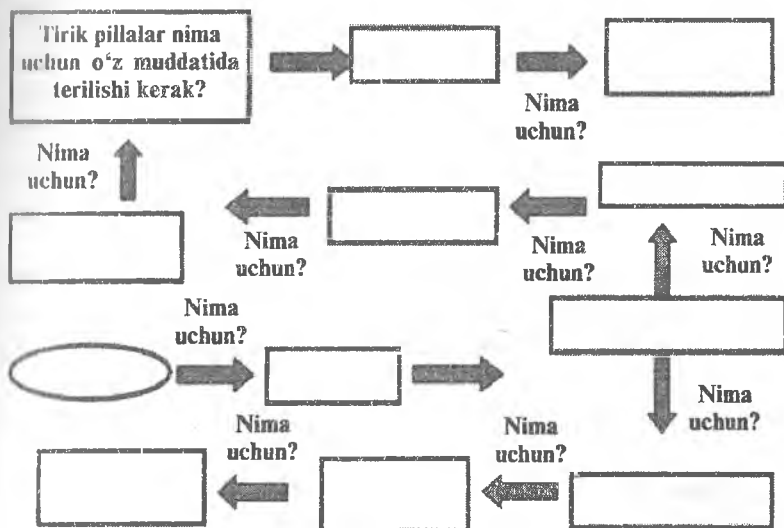 Tirik pillalar nima
uchun o‘z muddatida
terilishi kerak?
Nima
uchun?
Nima
uchun?
Nima
uchun?
Nima
uchun?
Nima
uchun?
Nima
uchun?
Nima
uchun?
Nima
uchun?
Nima
uchun?